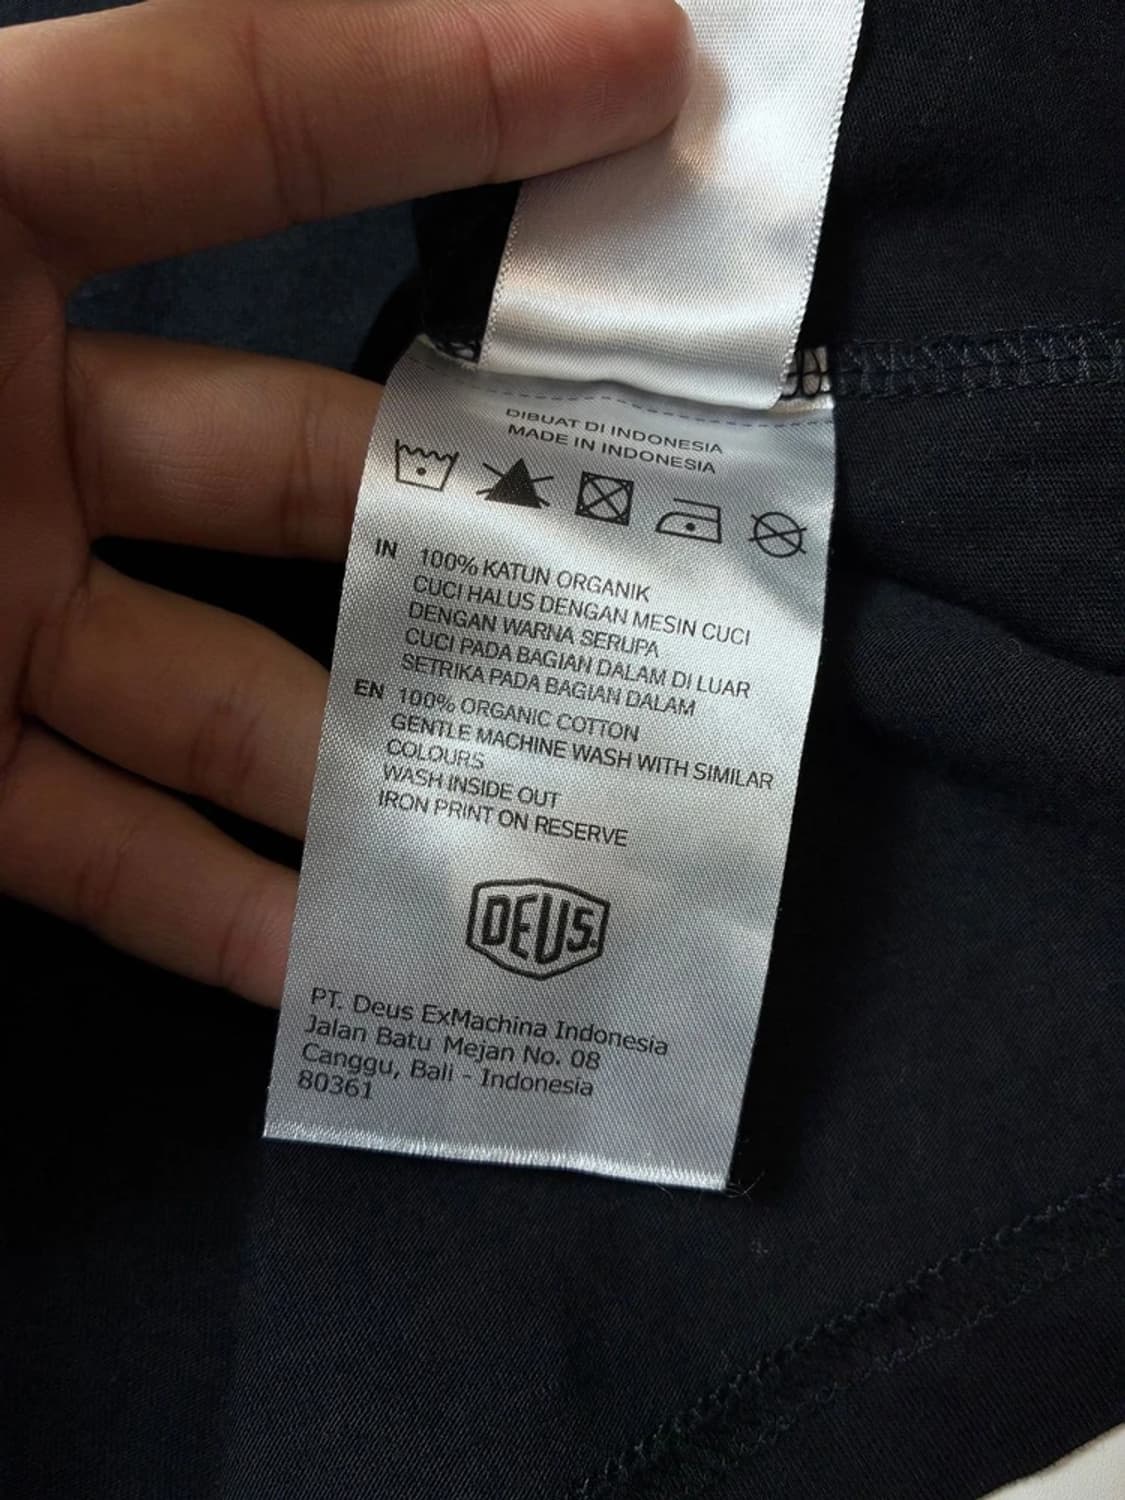 DIBUAT DI INDONESIA
MADE IN INDONESIA
IN 100% KATUN ORGANIK
CUCI HALUS DENGAN MESIN CUCI
DENGAN WARNA SERUPA
CUCI PADA BAGIAN DALAM DI LUAR
SETRIKA PADA BAGIAN DALAM
EN 100% ORGANIC COTTON
GENTLE MACHINE WASH WITH SIMILAR
COLOURS
WASH INSIDE OUT
IRON PRINT ON RESERVE
DEUS.
PT. Deus ExMachina Indonesia
Jalan Batu Mejan No. 08
Canggu, Bali - Indonesia
80361